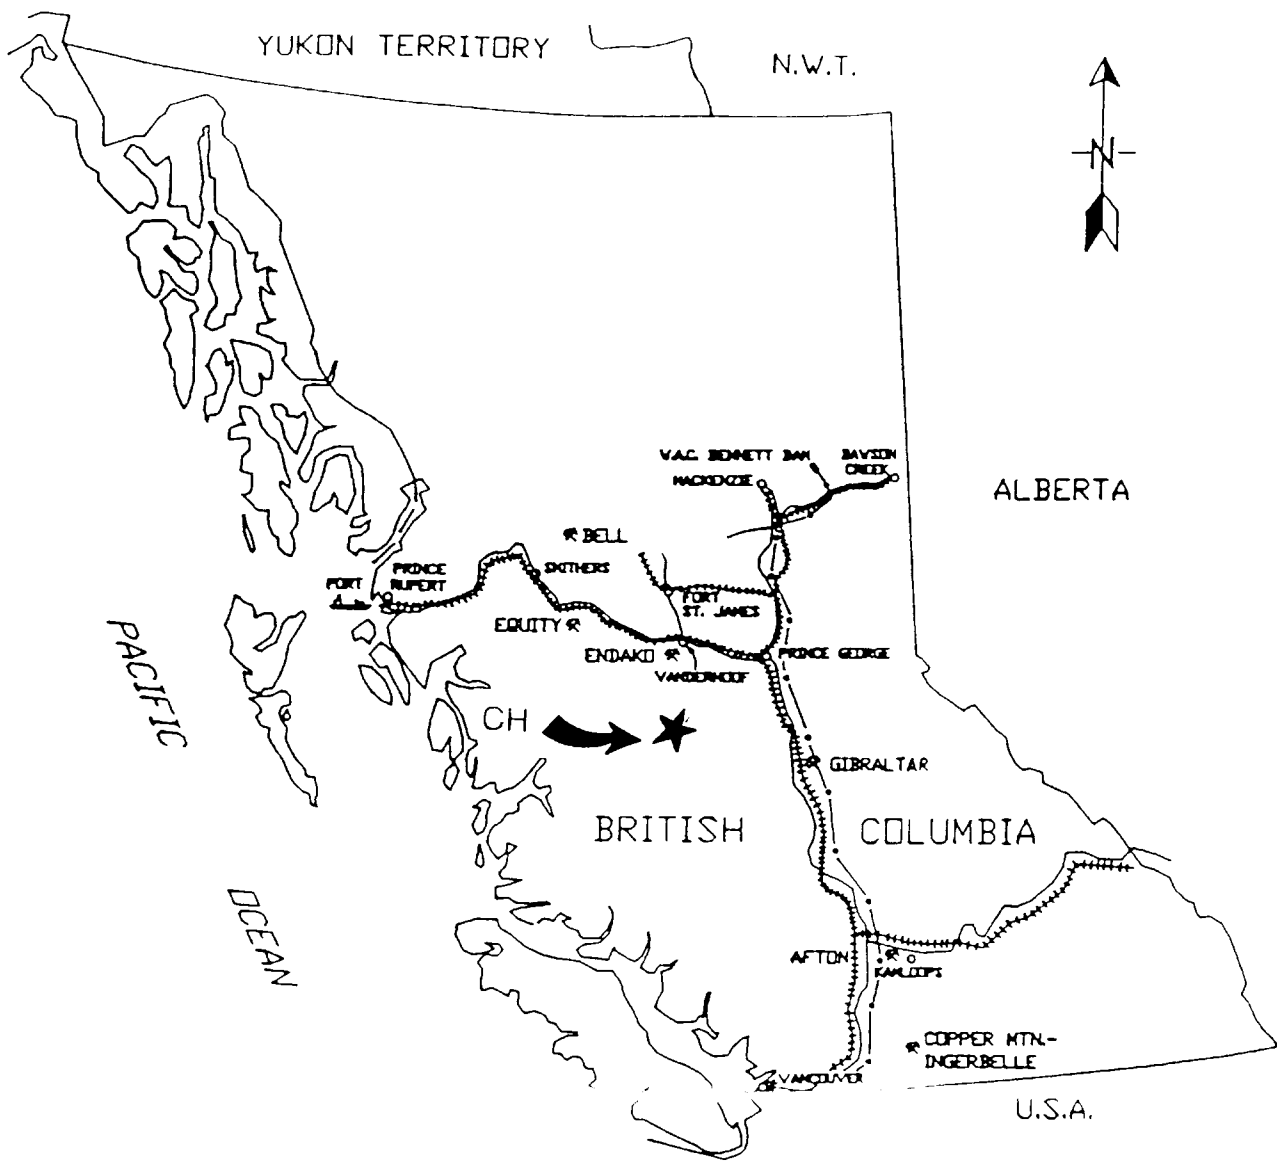 YUKON TERRITORY
N.W.T.
N
W.A.C. BENNETT DAM
DAWSON
CREEK
MACKENZIE
ALBERTA
BELL
PRINCE
RUPERT
PORT
SMITHERS
FORT
ST. JAMES
EQUITY
ENDAKO
VANDERHOOF
PRINCE GEORGE
PACIFIC
OCEAN
CH
GIBRALTAR
BRITISH
COLUMBIA
AFTON
KAMLOOPS
COPPER MTN.-
INGERBELLE
VANCOUVER
U.S.A.